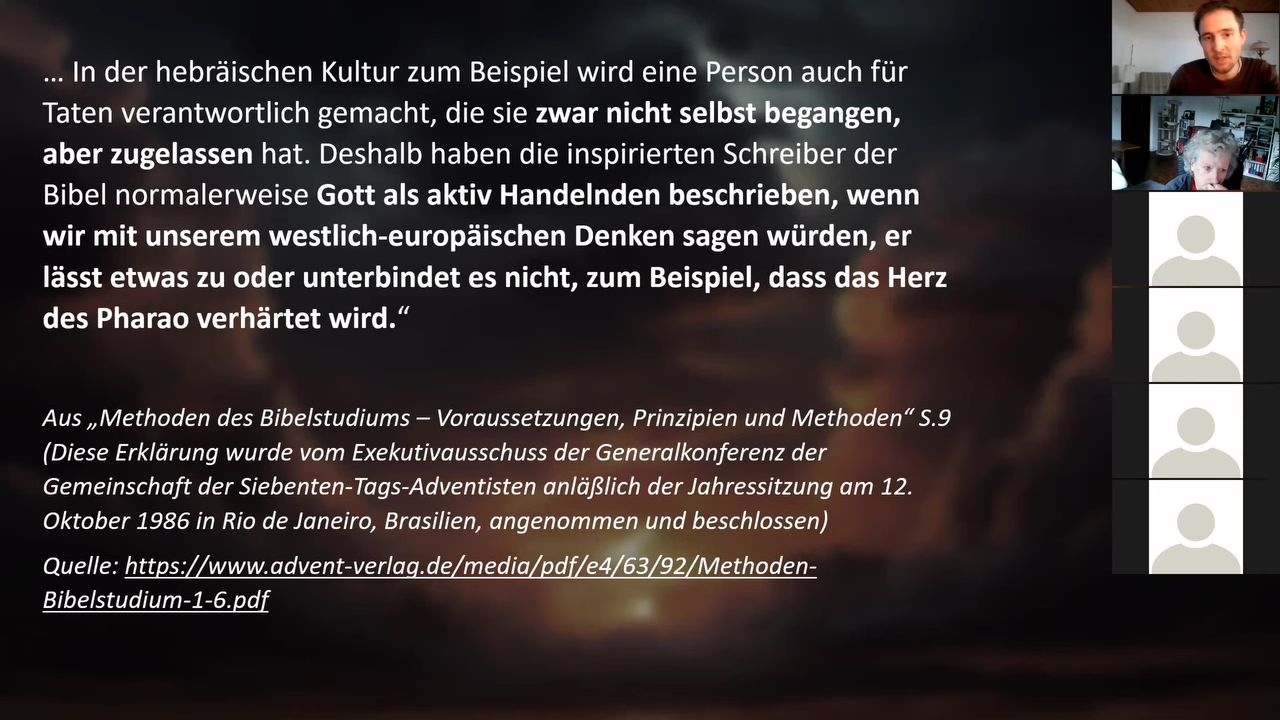 … In der hebräischen Kultur zum Beispiel wird eine Person auch für
Taten verantwortlich gemacht, die sie zwar nicht selbst begangen,
aber zugelassen hat. Deshalb haben die inspirierten Schreiber der
Bibel normalerweise Gott als aktiv Handelnden beschrieben, wenn
wir mit unserem westlich-europäischen Denken sagen würden, er
lässt etwas zu oder unterbindet es nicht, zum Beispiel, dass das Herz
des Pharao verhärtet wird.“
Aus „Methoden des Bibelstudiums – Voraussetzungen, Prinzipien und Methoden“ S.9
(Diese Erklärung wurde vom Exekutivausschuss der Generalkonferenz der
Gemeinschaft der Siebenten-Tags-Adventisten anläßlich der Jahressitzung am 12.
Oktober 1986 in Rio de Janeiro, Brasilien, angenommen und beschlossen)
Quelle: https://www.advent-verlag.de/media/pdf/e4/63/92/Methoden-
Bibelstudium-1-6.pdf